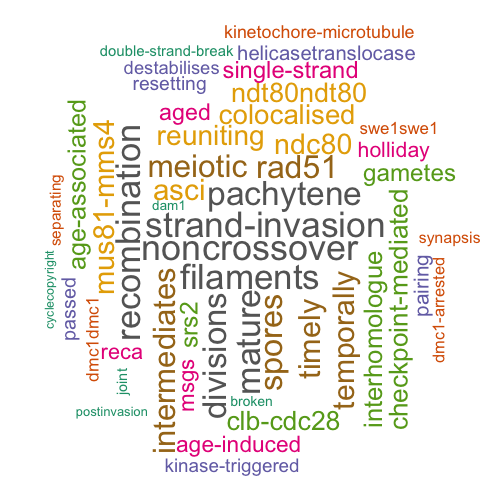 kinetochore-microtubule
double-strand-break
helicasetranslocase
destabilises
single-strand
resetting
ndt80ndt80
aged
colocalised
reuniting
ndc80
swe1swe1
holliday
age-associated
mus81-mms4
recombination
meiotic
rad51
gametes
asci
pachytene
dam1
strand-invasion
separating
noncrossover
synapsis
filaments
cyclecopyright
passed
dmc1dmc1
reca
joint
postinvasion
intermediates
msgs
srs2
divisions
mature
spores
timely
temporally
interhomologue
checkpoint-mediated
pairing
dmc1-arrested
broken
clb-cdc28
age-induced
kinase-triggered